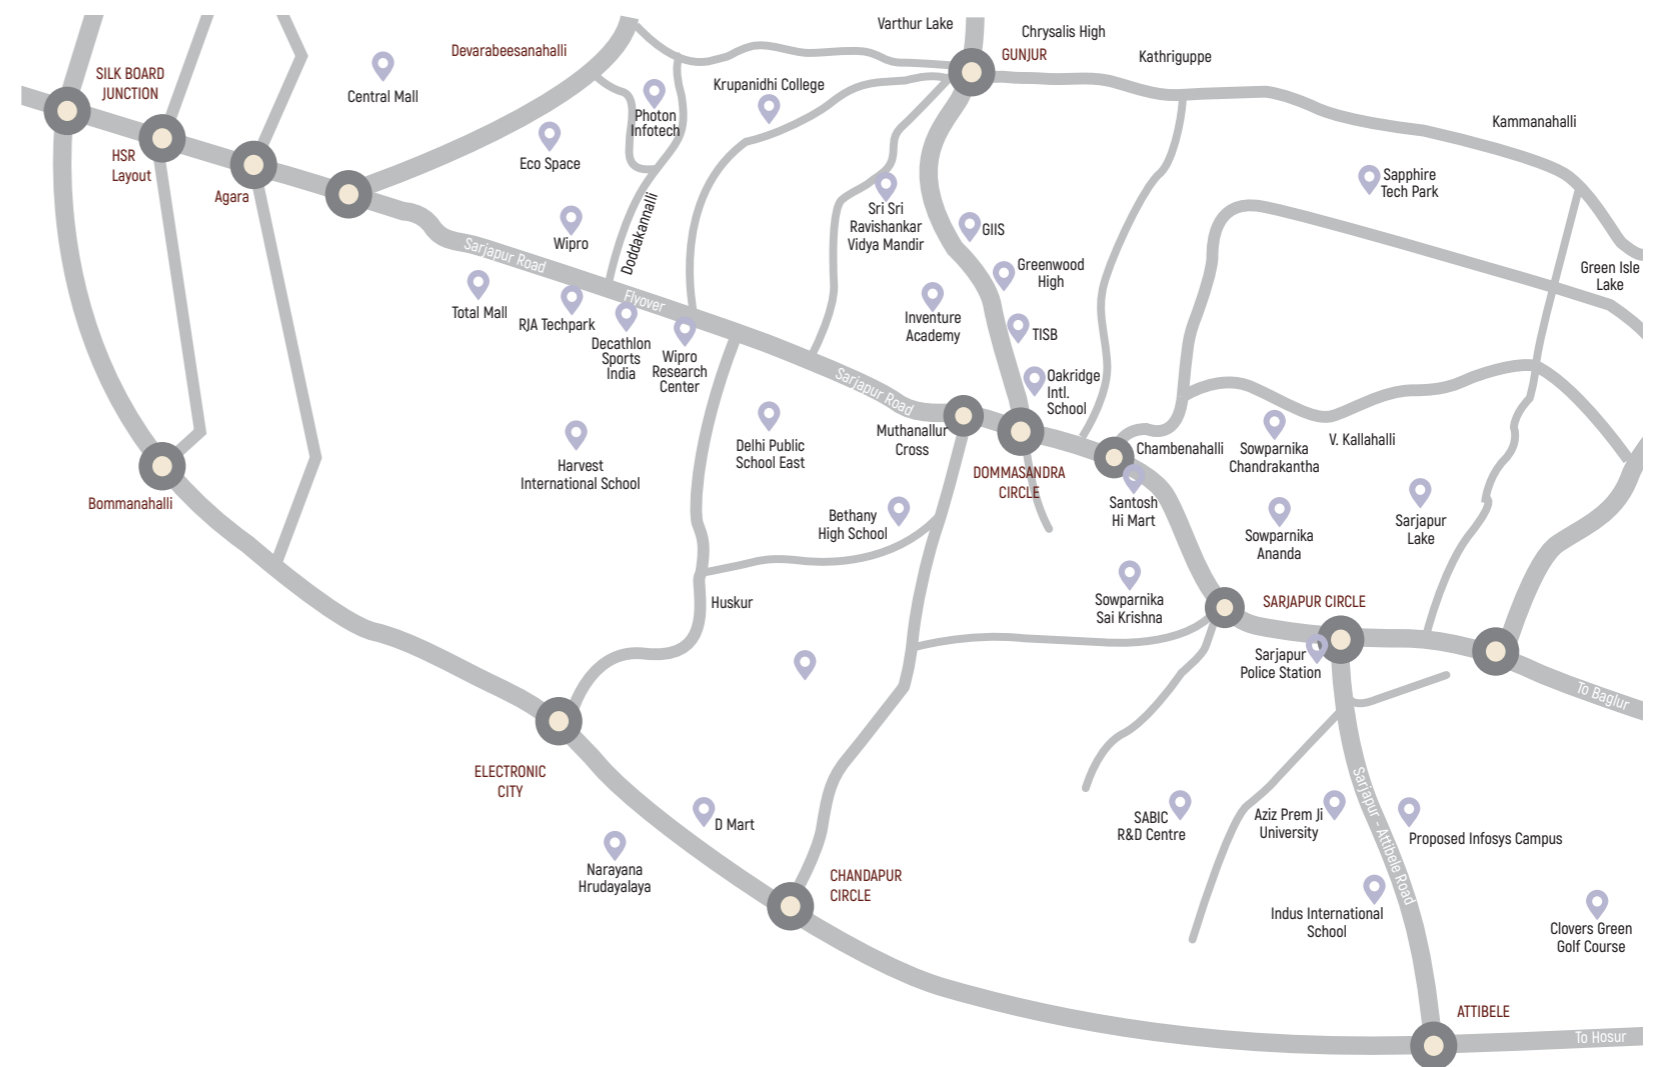 Varthur Lake
Chrysalis High
Devarabeesanahalli
GUNJUR
Kathriguppe
SILK BOARD
JUNCTION
Central Mall
Krupanidhi College
Photon
Infotech
Kammanahalli
HSR
Layout
Eco Space
Agara
Sapphire
Tech Park
Sri Sri
Ravishankar
Vidya Mandir
GIIS
Wipro
Doddakannalli
Sarjapur Road
Greenwood
High
Green Isle
Lake
Total Mall
RJA Techpark
Flyover
Decathlon
Sports
India
Wipro
Research
Center
Inventure
Academy
TISB
Sarjapur Road
Oakridge
Intl.
School
Muthanallur
Cross
Delhi Public
School East
Harvest
International School
DOMMASANDRA
CIRCLE
Chambenahalli
Sowparnika
Chandrakantha
V. Kallahalli
Bommanahalli
Santosh
Hi Mart
Bethany
High School
Sowparnika
Ananda
Sarjapur
Lake
Huskur
Sowparnika
Sai Krishna
SARJAPUR CIRCLE
Sarjapur
Police Station
To Baglur
ELECTRONIC
CITY
D Mart
Narayana
Hrudayalaya
SABIC
R&D Centre
Aziz Prem Ji
University
Sarjapur - Attibele Road
Proposed Infosys Campus
CHANDAPUR
CIRCLE
Indus International
School
Clovers Green
Golf Course
ATTIBELE
To Hosur